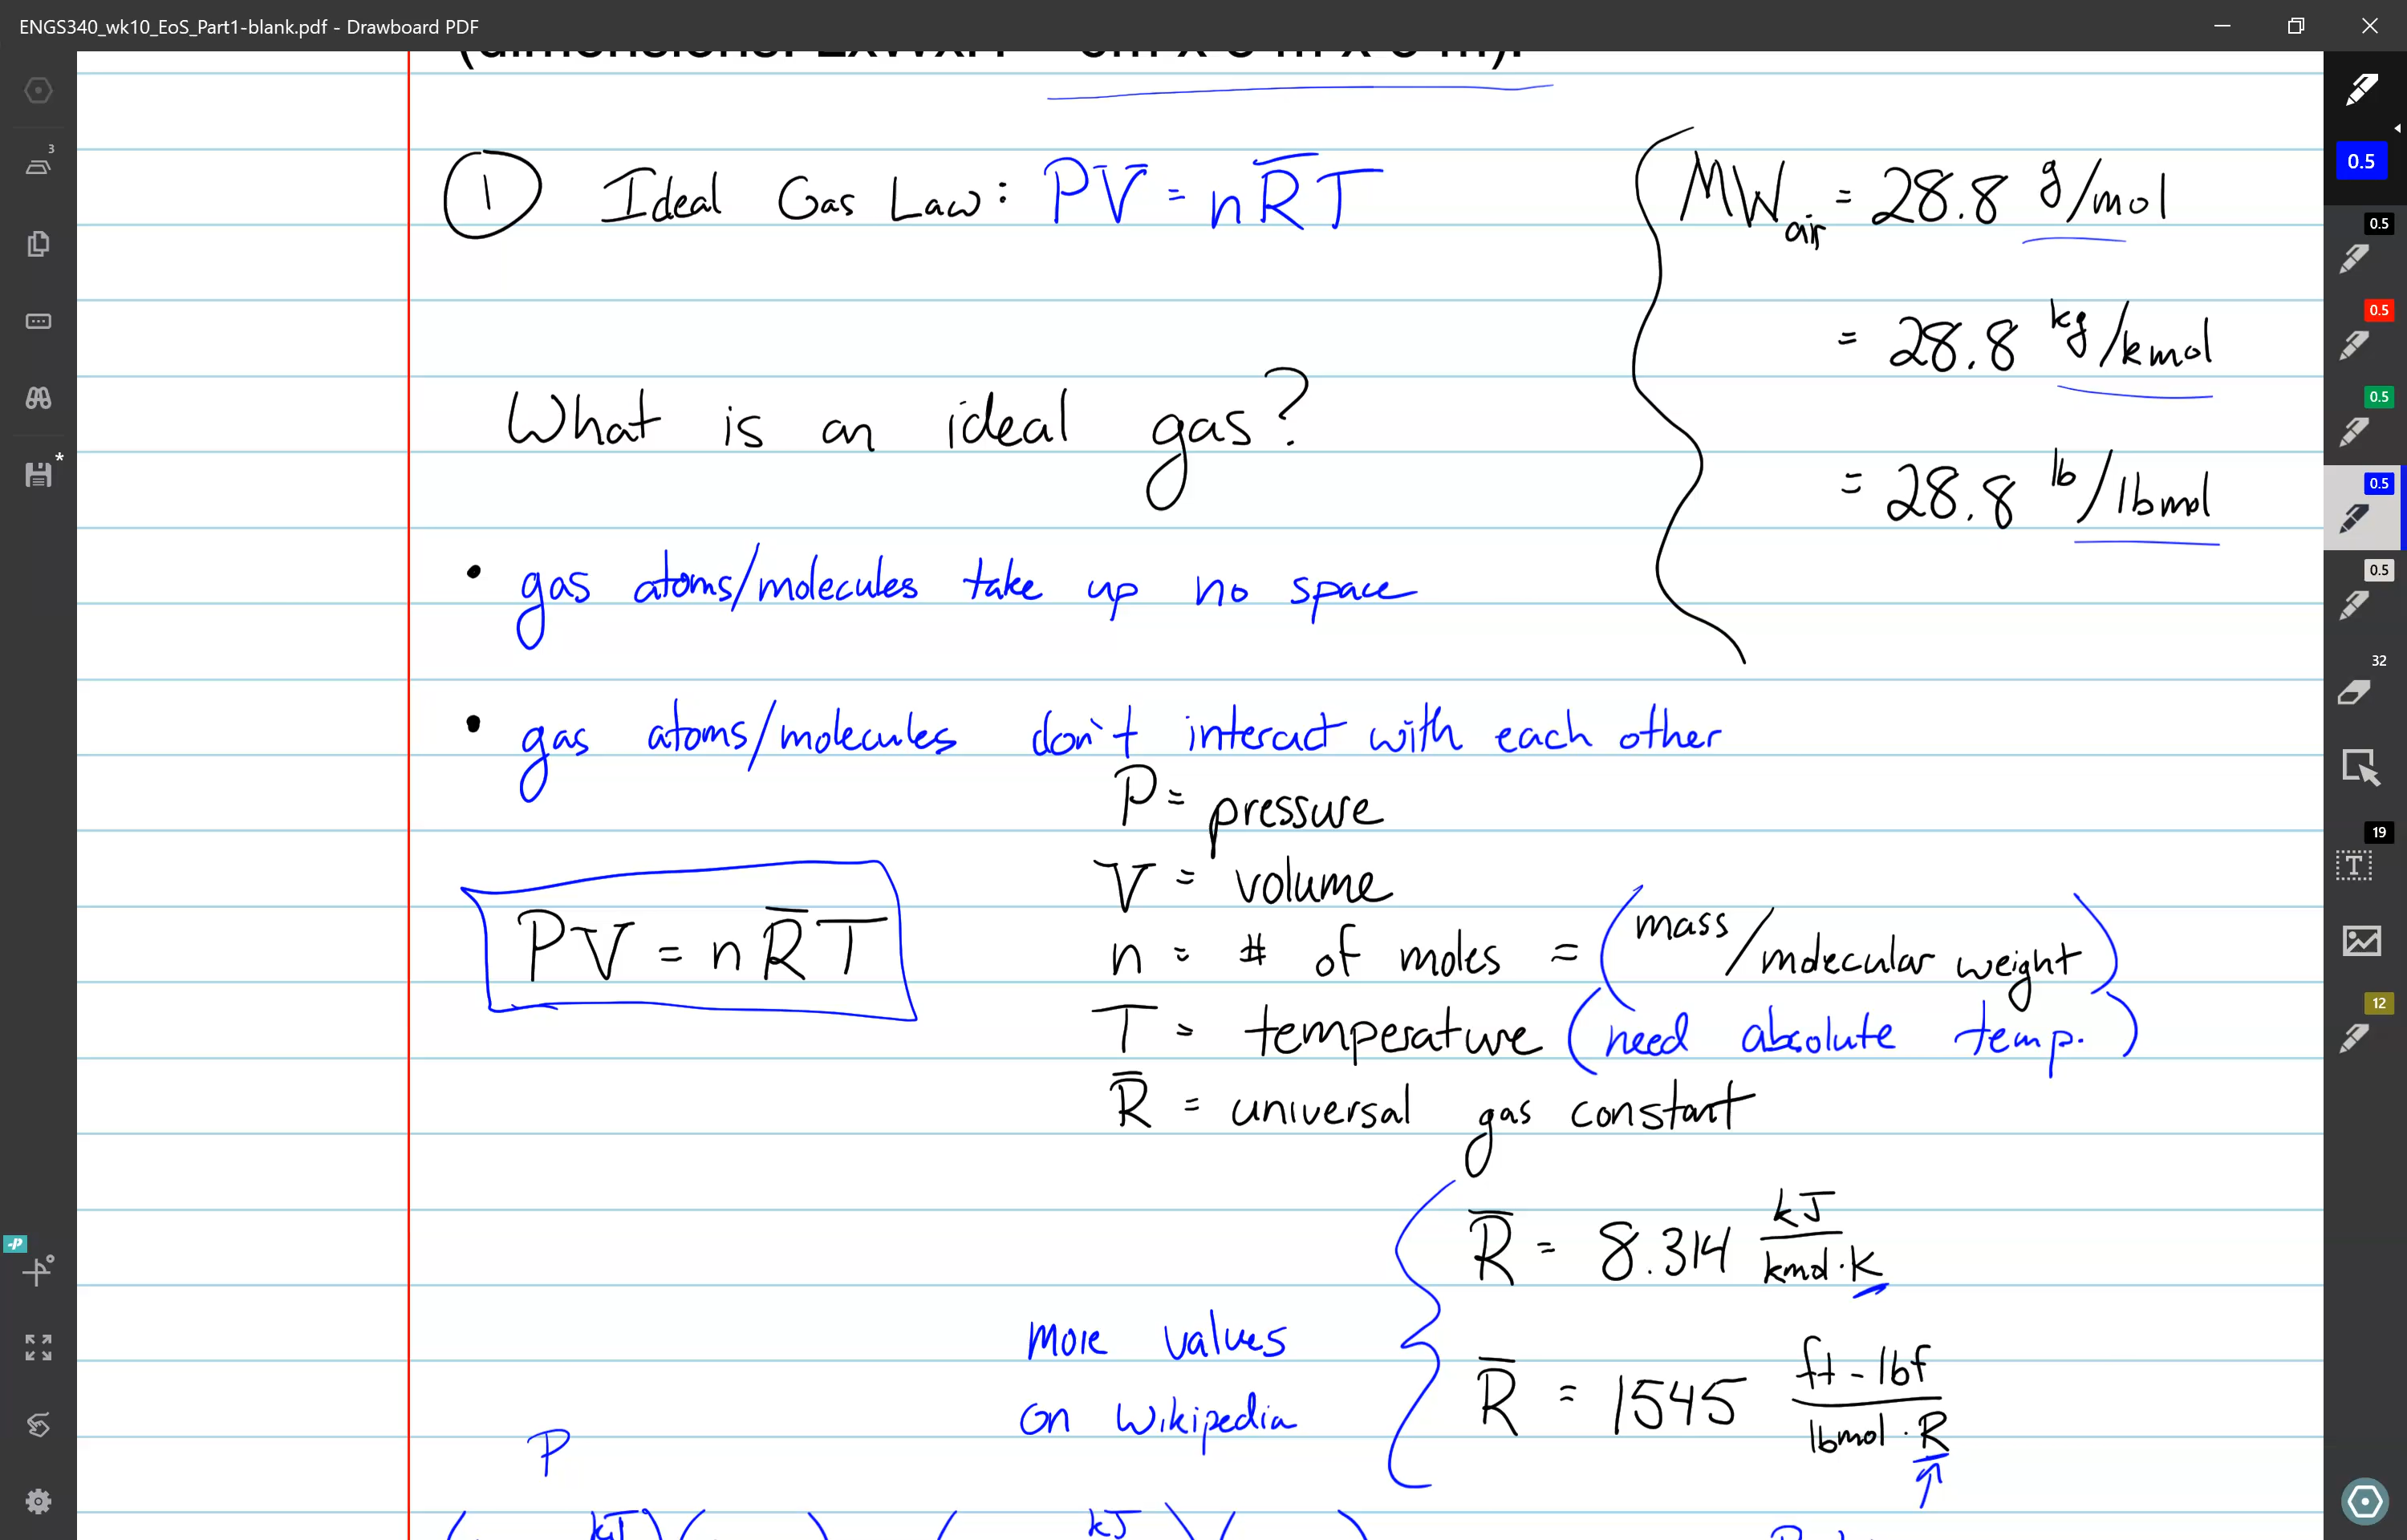 ENGS340_wk10_EoS_Part1-blank.pdf - Drawboard PDF
① Ideal Gas Law: PV = nR̅T
MW_air = 28.8 g/mol
= 28.8 kg/kmol
= 28.8 lb/lbmol
What is an ideal gas?
• gas atoms/molecules take up no space
• gas atoms/molecules don't interact with each other
PV = nR̅T
P = pressure
V = volume
n = # of moles = (mass/molecular weight)
T = temperature (need absolute temp.)
R̅ = universal gas constant
R̅ = 8.314 kJ/kmol·K
R̅ = 1545 ft-lbf/lbmol·R
more values
on Wikipedia
P
kJ
kJ
3
0.5
0.5
0.5
0.5
0.5
0.5
32
19
T
12